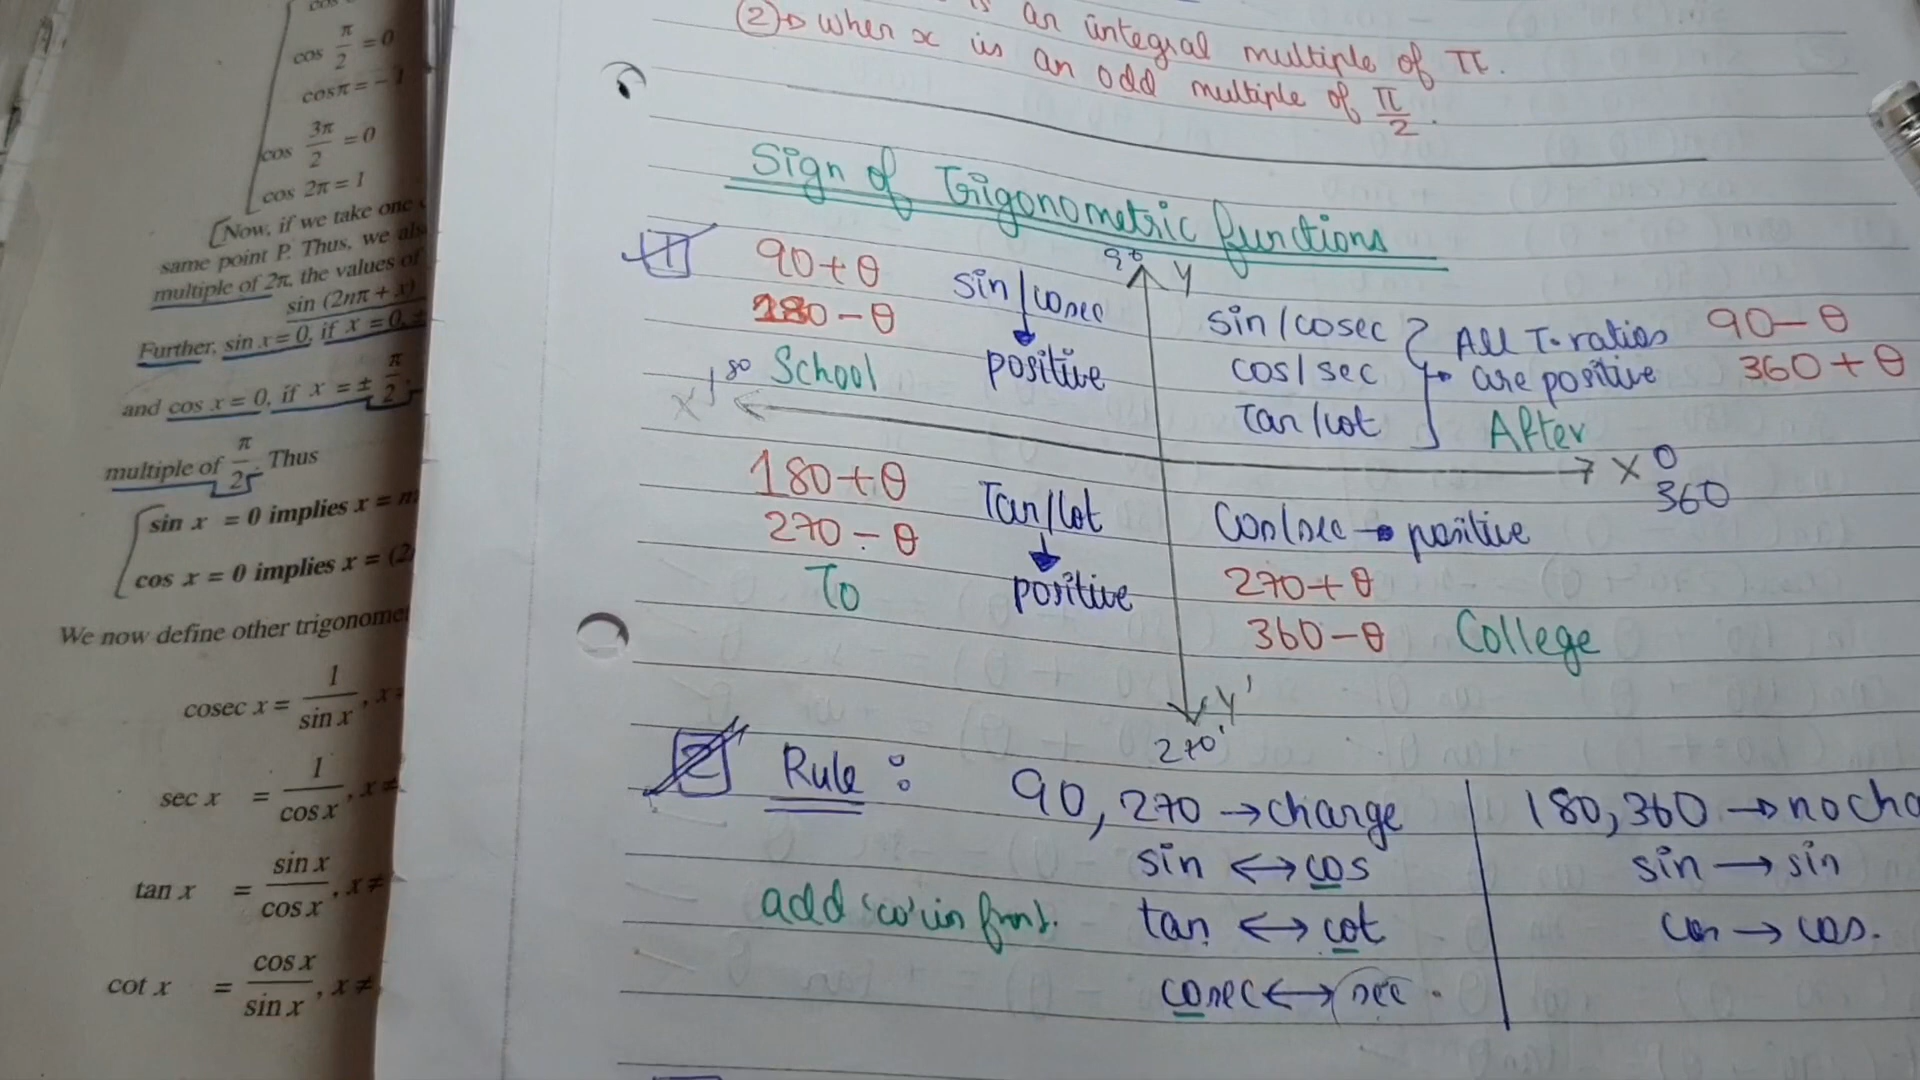 cos π/2 = 0
cos π = −1
cos 3π/2 = 0
cos 2π = 1
[Now, if we take one
same point P. Thus, we als
multiple of 2π, the values of
sin (2nπ + x)
Further, sin x = 0, if x = 0, ±
and cos x = 0, if x = ± π/2,
multiple of π/2. Thus
sin x = 0 implies x = n
cos x = 0 implies x = (2
We now define other trigonome
cosec x = 1/sin x, x
sec x = 1/cos x, x ≠
tan x = sin x/cos x, x ≠
cot x = cos x/sin x, x ≠
an integral multiple of π.
② → when x is an odd multiple of π/2.
Sign of Trigonometric functions
1
90 + θ
180 − θ
School
sin/cosec
positive
90
Y
sin/cosec
cos/sec
Tan/cot
All T-ratios
are positive
After
90 − θ
360 + θ
X'
180
X
0
360
180 + θ
270 − θ
To
Tan/cot
positive
Cos/sec → positive
270 + θ
360 − θ
College
Y'
270
2 Rule :
90, 270 → change
sin ↔ cos
add 'co' in front.
tan ↔ cot
cosec ↔ sec.
180, 360 → no cha
sin → sin
cos → cos.